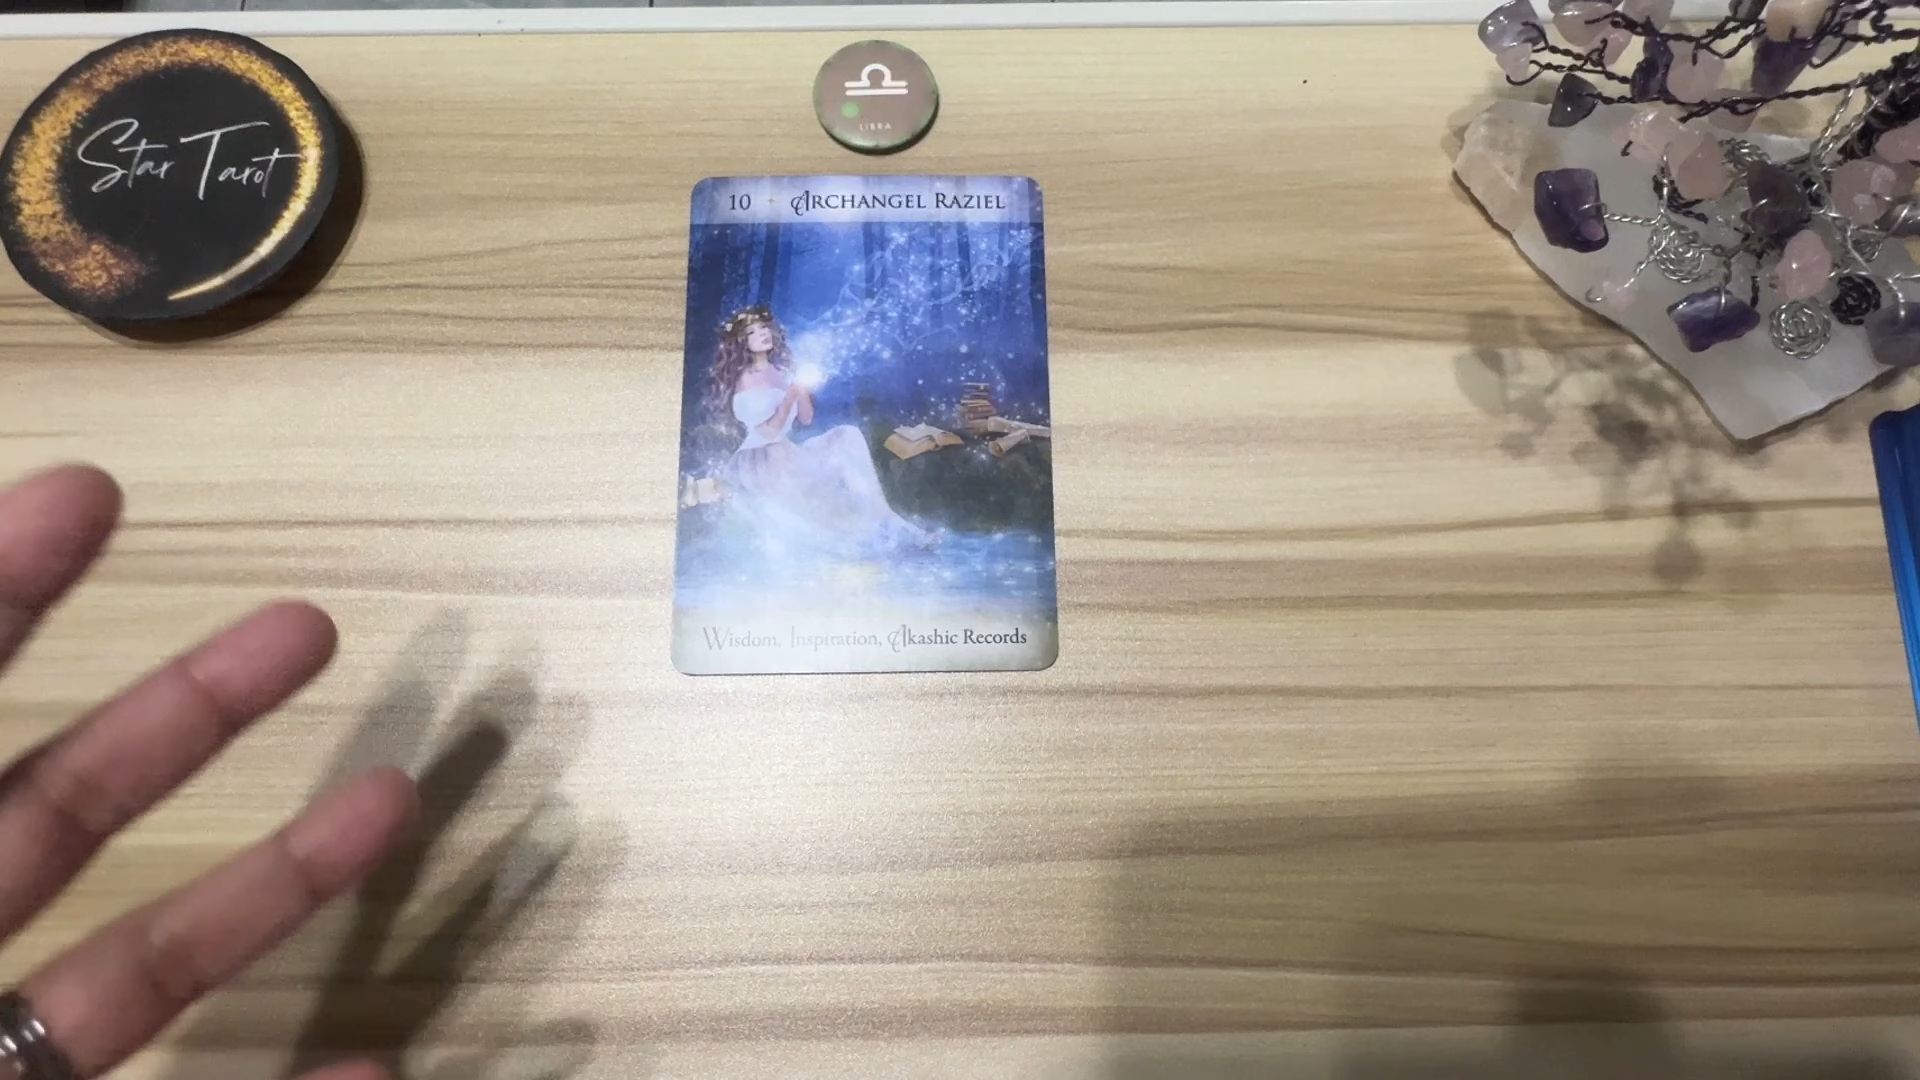 Star Tarot
LIBRA
10 ARCHANGEL RAZIEL
Wisdom, Inspiration, Akashic Records